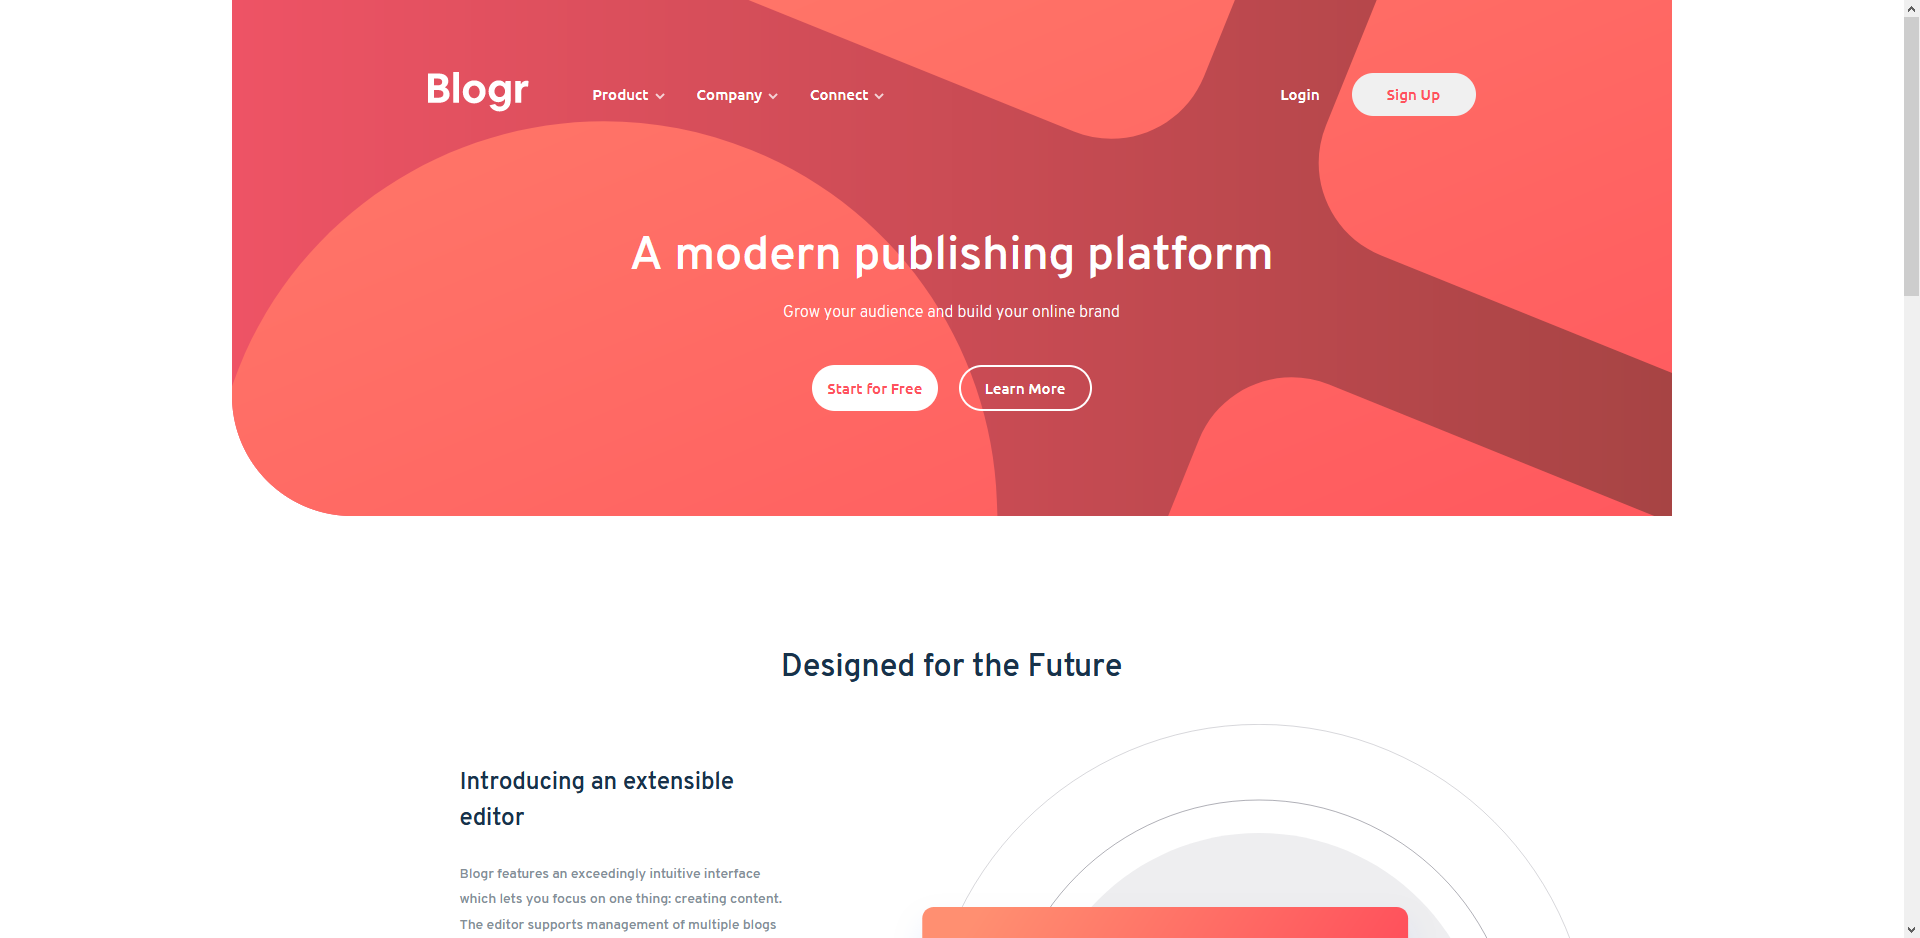 Blogr
Product
Company
Connect
Login
Sign Up
A modern publishing platform
Grow your audience and build your online brand
Start for Free
Learn More
Designed for the Future
Introducing an extensible
editor
Blogr features an exceedingly intuitive interface
which lets you focus on one thing: creating content.
The editor supports management of multiple blogs